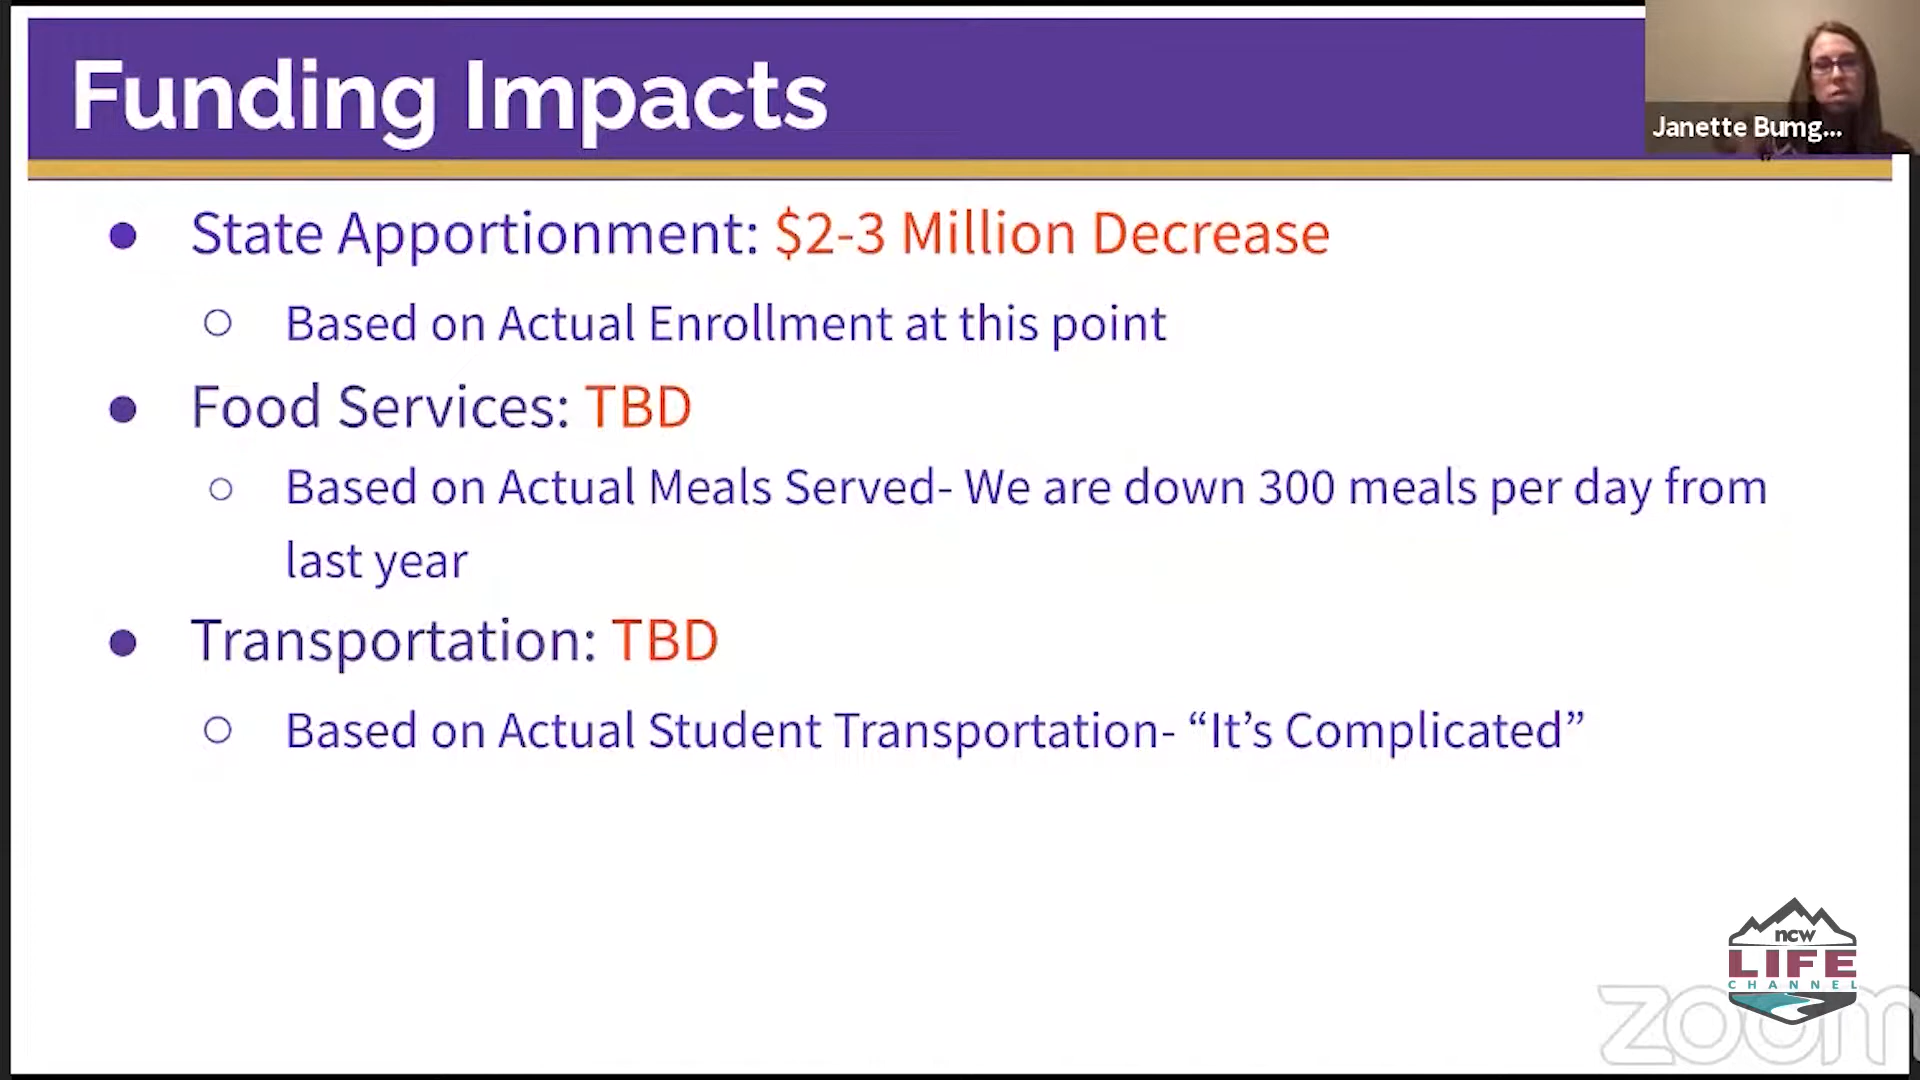 Funding Impacts
Janette Bumg...
● State Apportionment: $2-3 Million Decrease
○ Based on Actual Enrollment at this point
● Food Services: TBD
○ Based on Actual Meals Served- We are down 300 meals per day from
last year
● Transportation: TBD
○ Based on Actual Student Transportation- “It’s Complicated”
ncw
LIFE
CHANNEL
zoom